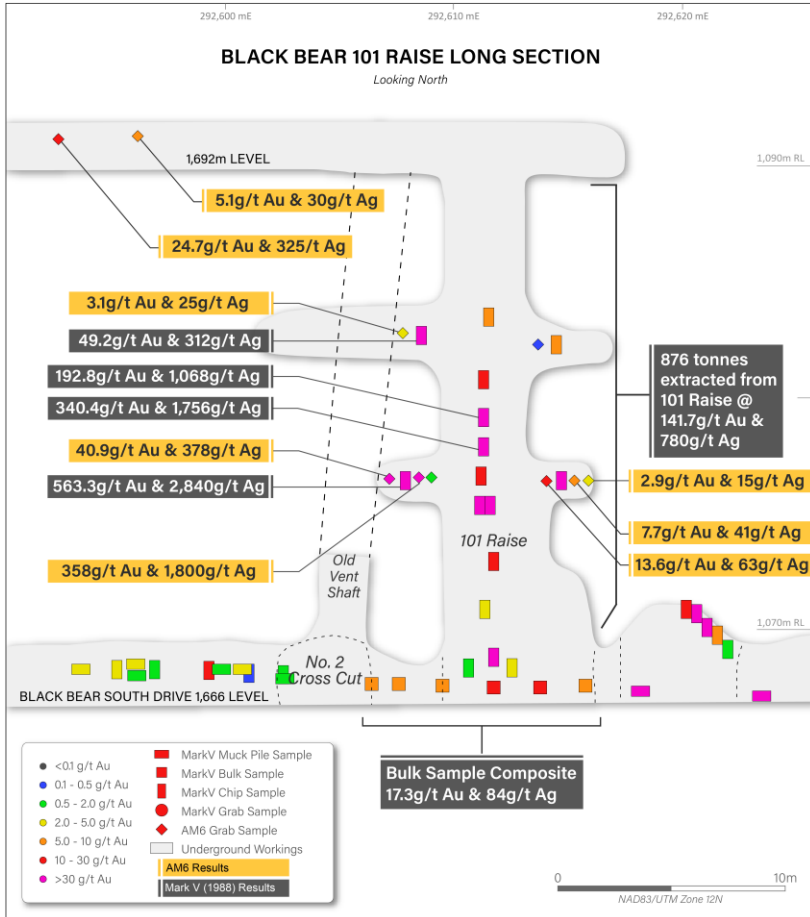 292,600 mE
292,610 mE
292,620 mE
BLACK BEAR 101 RAISE LONG SECTION
Looking North
1,692m LEVEL
1,090m RL
5.1g/t Au & 30g/t Ag
24.7g/t Au & 325/t Ag
3.1g/t Au & 25g/t Ag
49.2g/t Au & 312g/t Ag
192.8g/t Au & 1,068g/t Ag
340.4g/t Au & 1,756g/t Ag
40.9g/t Au & 378g/t Ag
563.3g/t Au & 2,840g/t Ag
358g/t Au & 1,800g/t Ag
876 tonnes
extracted from
101 Raise @
141.7g/t Au &
780g/t Ag
2.9g/t Au & 15g/t Ag
7.7g/t Au & 41g/t Ag
13.6g/t Au & 63g/t Ag
101 Raise
Old
Vent
Shaft
1,070m RL
No. 2
Cross Cut
BLACK BEAR SOUTH DRIVE 1,666 LEVEL
Bulk Sample Composite
17.3g/t Au & 84g/t Ag
<0.1 g/t Au
0.1 - 0.5 g/t Au
0.5 - 2.0 g/t Au
2.0 - 5.0 g/t Au
5.0 - 10 g/t Au
10 - 30 g/t Au
>30 g/t Au
MarkV Muck Pile Sample
MarkV Bulk Sample
MarkV Chip Sample
MarkV Grab Sample
AM6 Grab Sample
Underground Workings
AM6 Results
Mark V (1988) Results
0
10m
NAD83/UTM Zone 12N